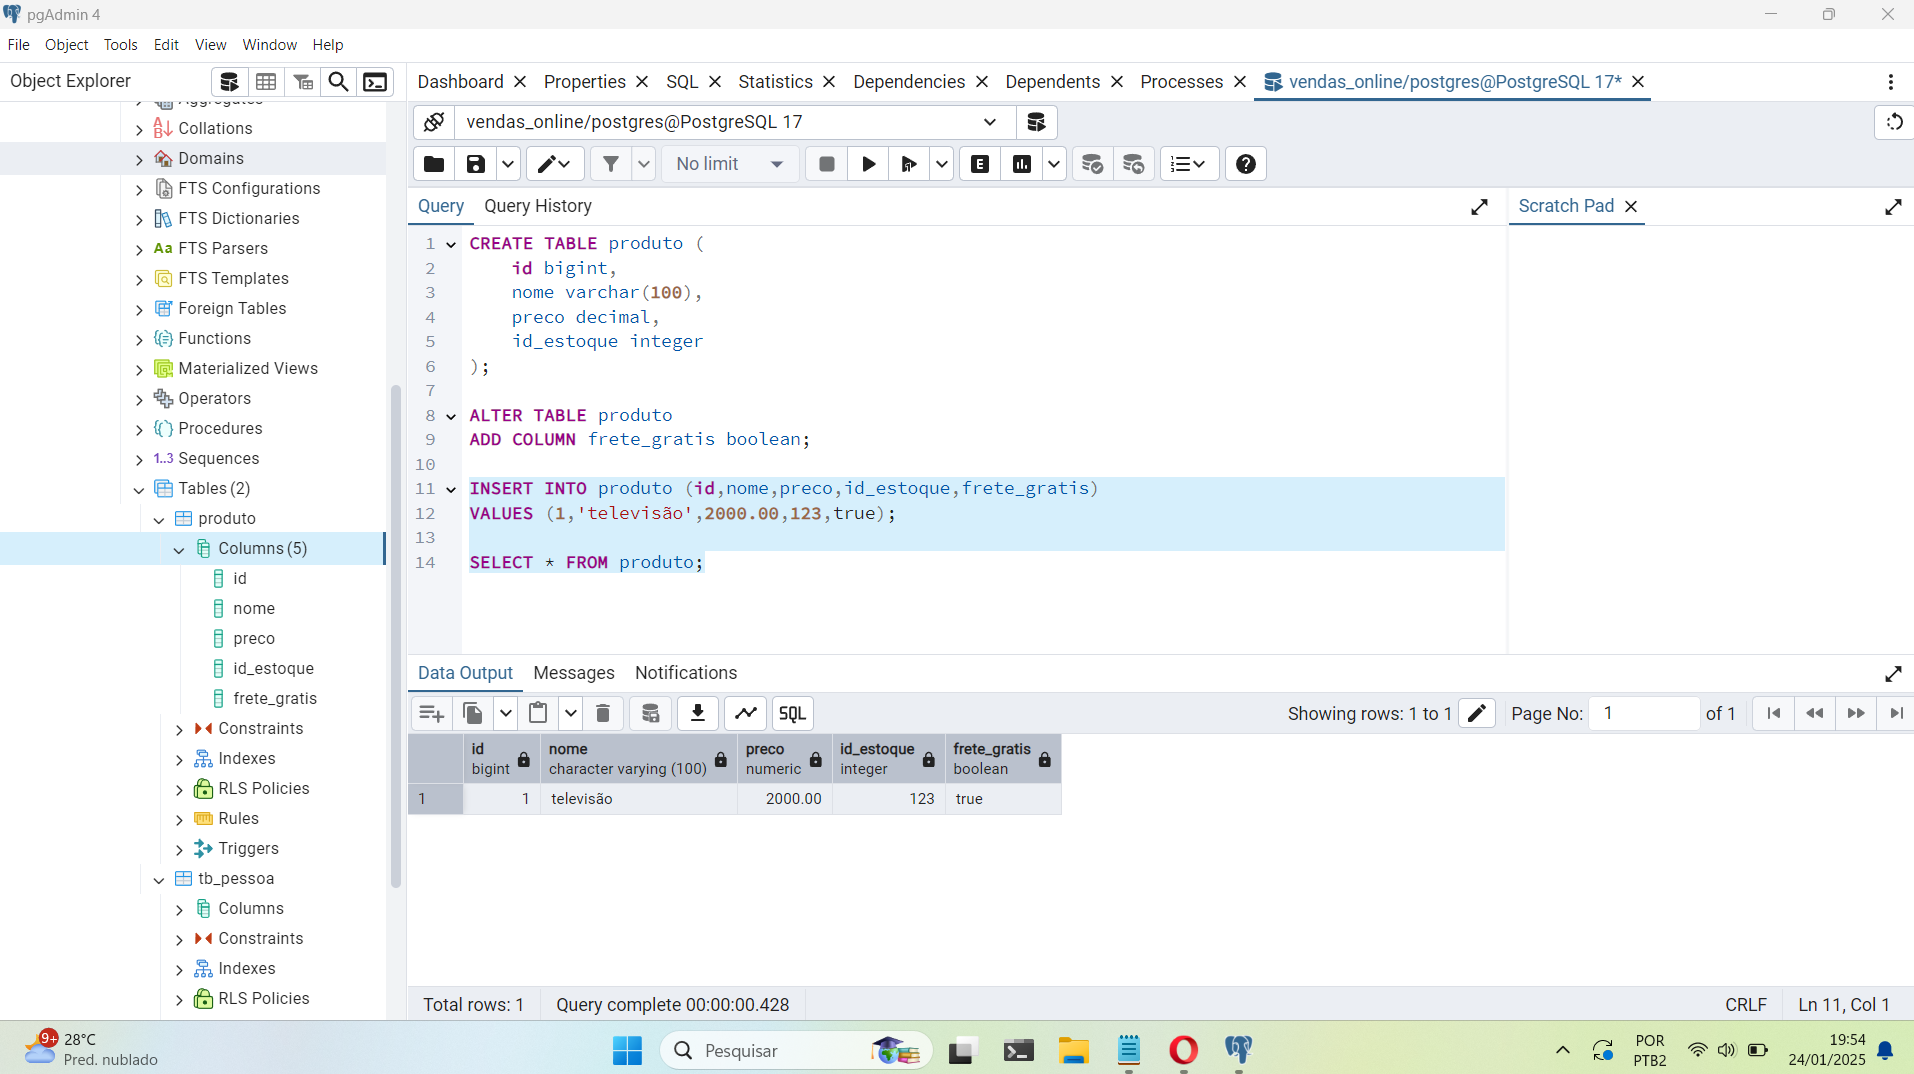 pgAdmin 4
File Object Tools Edit View Window Help
Object Explorer
Dashboard Properties SQL Statistics Dependencies Dependents Processes vendas_online/postgres@PostgreSQL 17*
vendas_online/postgres@PostgreSQL 17
No limit
E
Query Query History
Scratch Pad
Aggregates
Collations
Domains
FTS Configurations
FTS Dictionaries
Aa FTS Parsers
FTS Templates
Foreign Tables
Functions
Materialized Views
Operators
Procedures
1..3 Sequences
Tables (2)
produto
Columns (5)
id
nome
preco
id_estoque
frete_gratis
Constraints
Indexes
RLS Policies
Rules
Triggers
tb_pessoa
Columns
Constraints
Indexes
RLS Policies
1 CREATE TABLE produto (
2 id bigint,
3 nome varchar(100),
4 preco decimal,
5 id_estoque integer
6 );
7
8 ALTER TABLE produto
9 ADD COLUMN frete_gratis boolean;
10
11 INSERT INTO produto (id,nome,preco,id_estoque,frete_gratis)
12 VALUES (1,'televisão',2000.00,123,true);
13
14 SELECT * FROM produto;
Data Output Messages Notifications
SQL
Showing rows: 1 to 1
Page No: 1 of 1
id nome preco id_estoque frete_gratis
bigint character varying (100) numeric integer boolean
1 1 televisão 2000.00 123 true
Total rows: 1 Query complete 00:00:00.428
CRLF Ln 11, Col 1
9+ 28°C
Pred. nublado
Pesquisar
POR
PTB2
19:54
24/01/2025